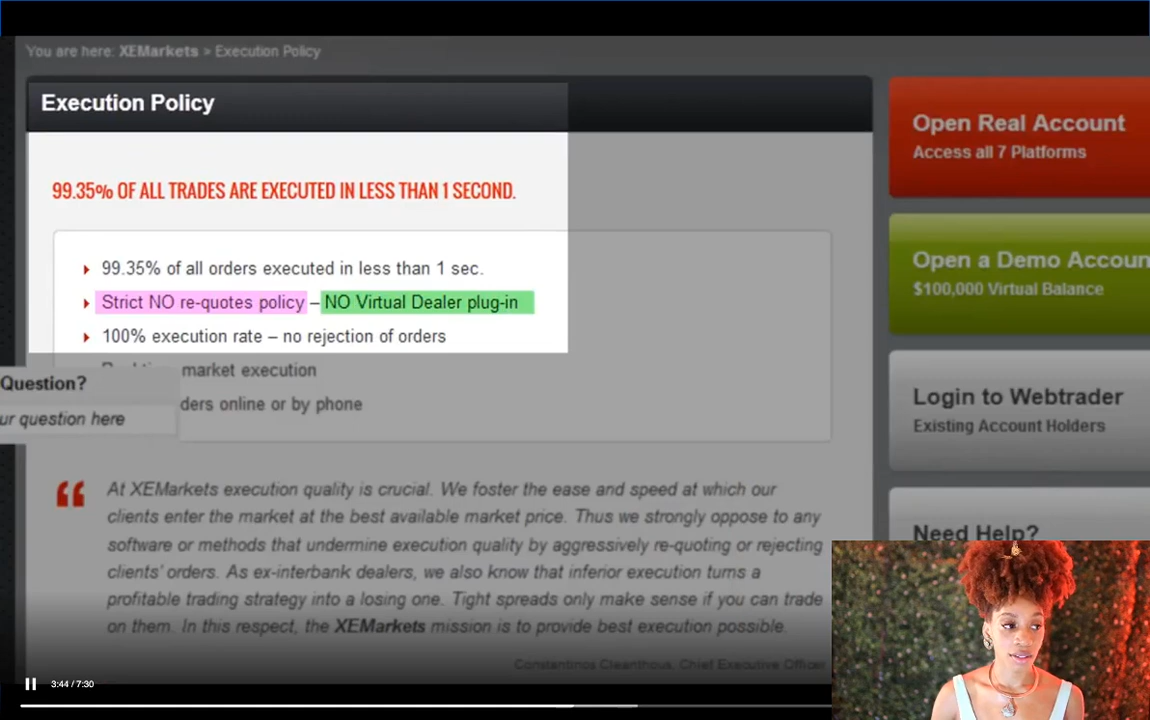 You are here: XEMarkets > Execution Policy
Execution Policy
99.35% OF ALL TRADES ARE EXECUTED IN LESS THAN 1 SECOND.
99.35% of all orders executed in less than 1 sec.
Strict NO re-quotes policy – NO Virtual Dealer plug-in
100% execution rate – no rejection of orders
market execution
online or by phone
Question?
question here
At XEMarkets execution quality is crucial. We foster the ease and speed at which our
clients enter the market at the best available market price. Thus we strongly oppose to any
software or methods that undermine execution quality by aggressively re-quoting or rejecting
clients' orders. As ex-interbank dealers, we also know that inferior execution turns a
profitable trading strategy into a losing one. Tight spreads only make sense if you can trade
on them. In this respect, the XEMarkets mission is to provide best execution possible.
Constantinos Cleanthous, Chief Executive Officer
Open Real Account
Access all 7 Platforms
Open a Demo Accoun
$100,000 Virtual Balance
Login to Webtrader
Existing Account Holders
Need Help?
3:44 / 7:30